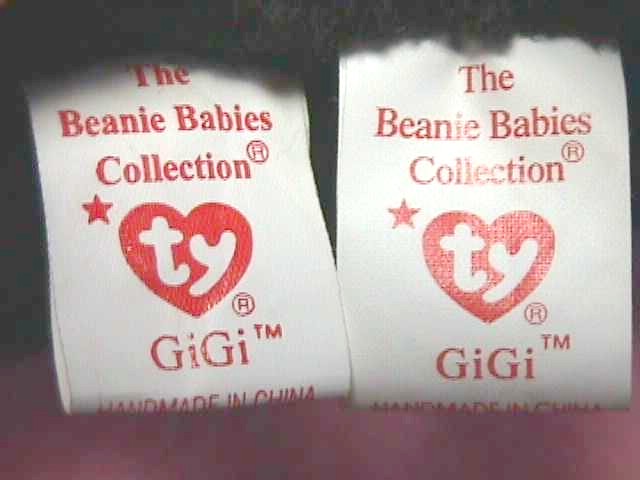 The
Beanie Babies
Collection®
ty®
GiGi™
HANDMADE IN CHINA
The
Beanie Babies
Collection®
ty®
GiGi™
HANDMADE IN CHINA